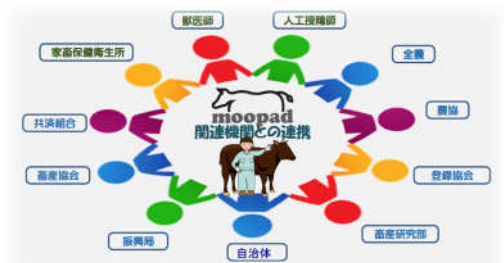 獣医師
人工授精師
家畜保健衛生所
全農
共済組合
moopad
関連機関との連携
農協
畜産協会
登録協会
振興局
自治体
畜産研究部